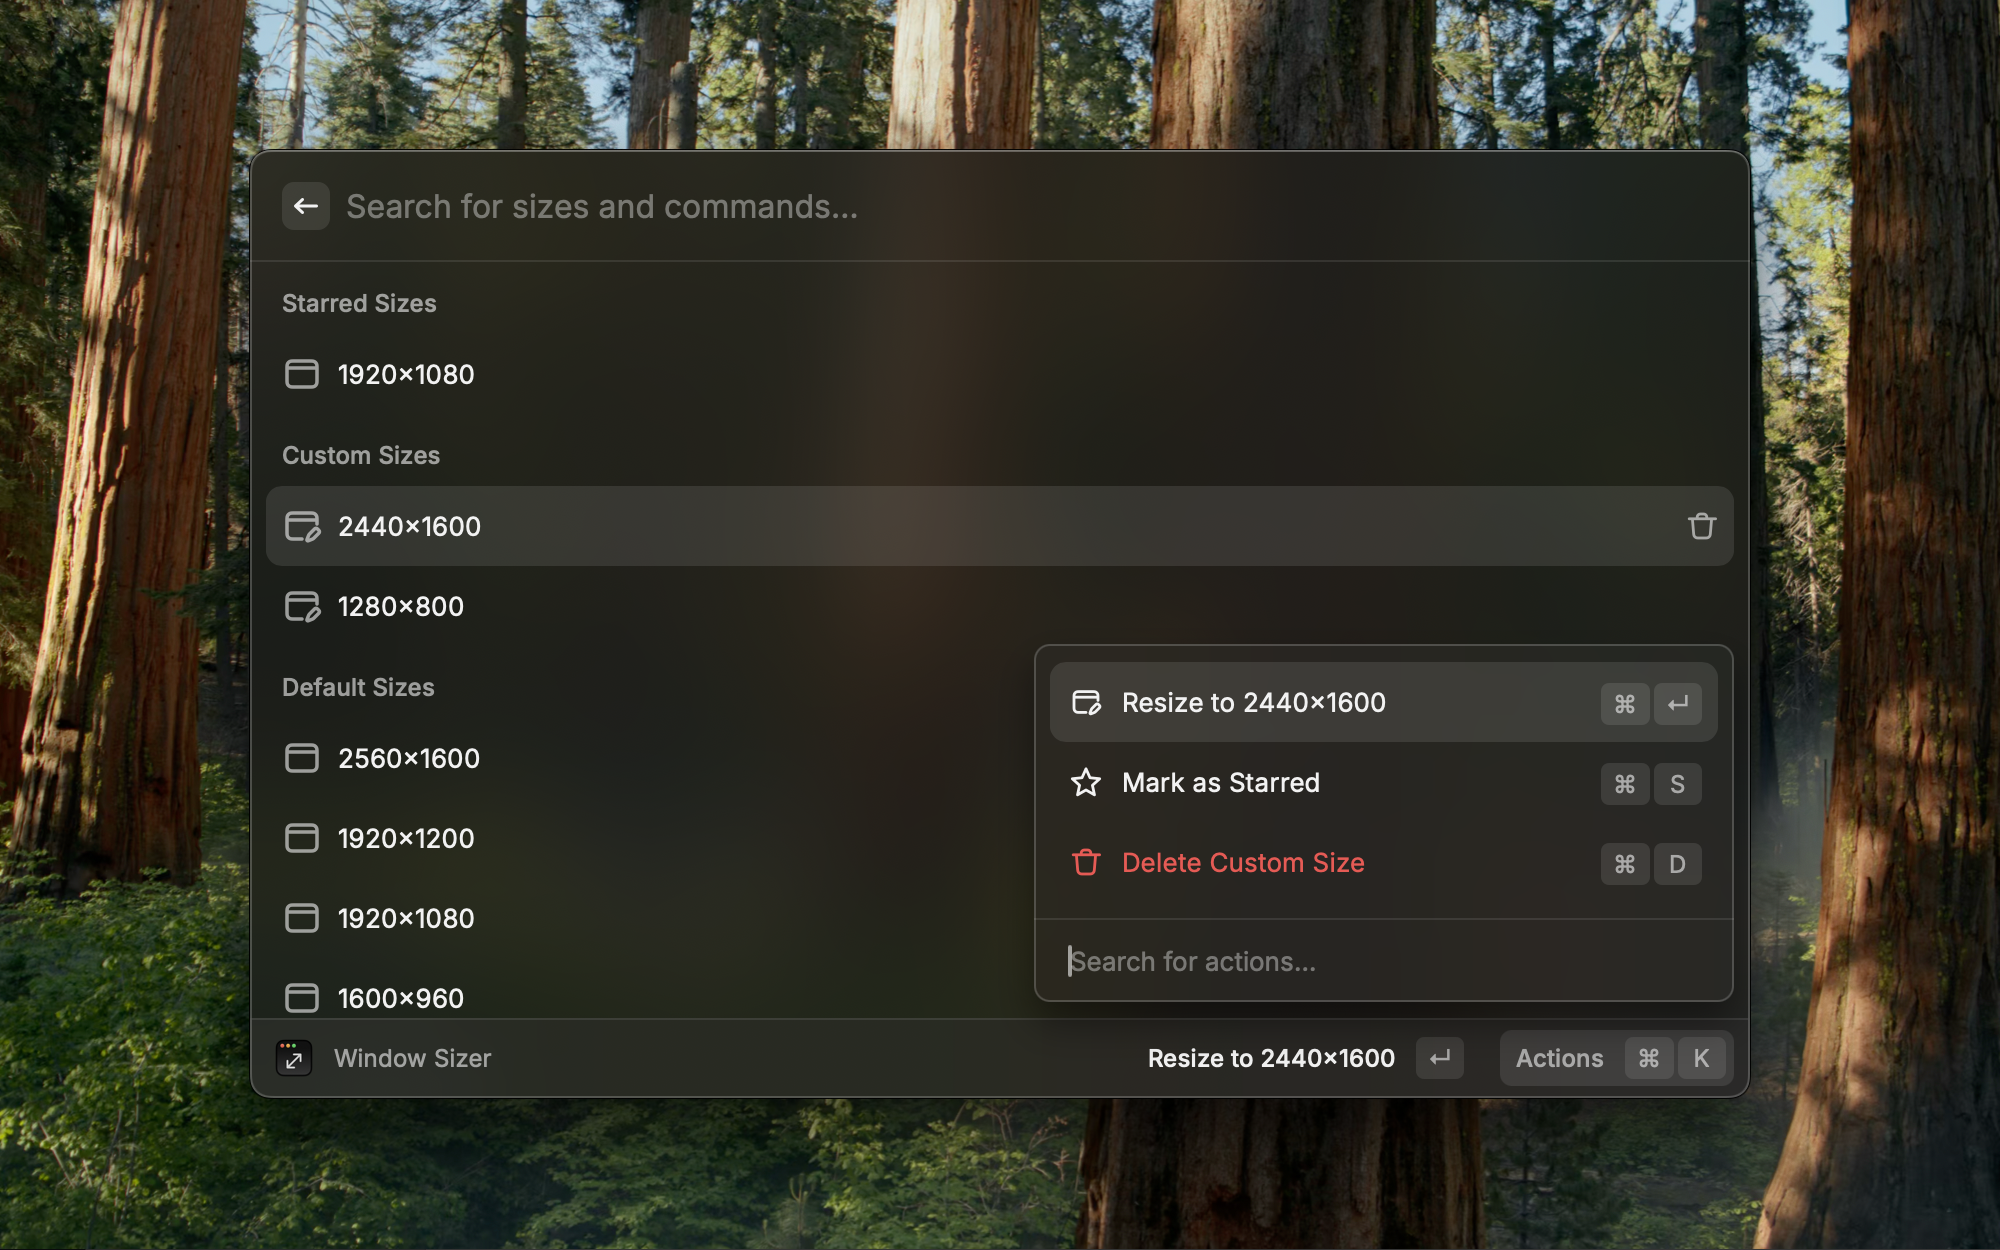 Search for sizes and commands...
Starred Sizes
1920×1080
Custom Sizes
2440×1600
1280×800
Default Sizes
2560×1600
1920×1200
1920×1080
1600×960
Resize to 2440×1600 ⌘ ↵
Mark as Starred ⌘ S
Delete Custom Size ⌘ D
Search for actions...
Window Sizer
Resize to 2440×1600 ↵
Actions ⌘ K